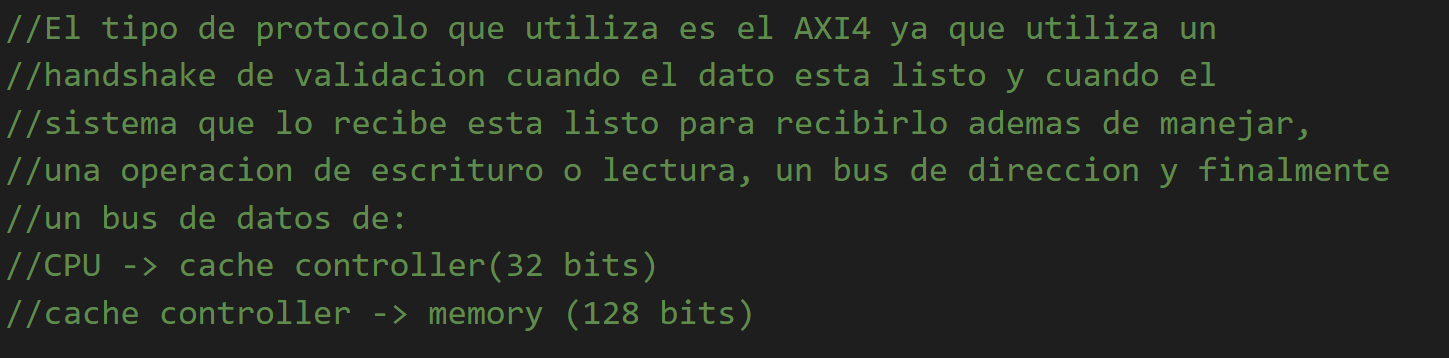 //El tipo de protocolo que utiliza es el AXI4 ya que utiliza un
//handshake de validacion cuando el dato esta listo y cuando el
//sistema que lo recibe esta listo para recibirlo ademas de manejar,
//una operacion de escrituro o lectura, un bus de direccion y finalmente
//un bus de datos de:
//CPU -> cache controller(32 bits)
//cache controller -> memory (128 bits)